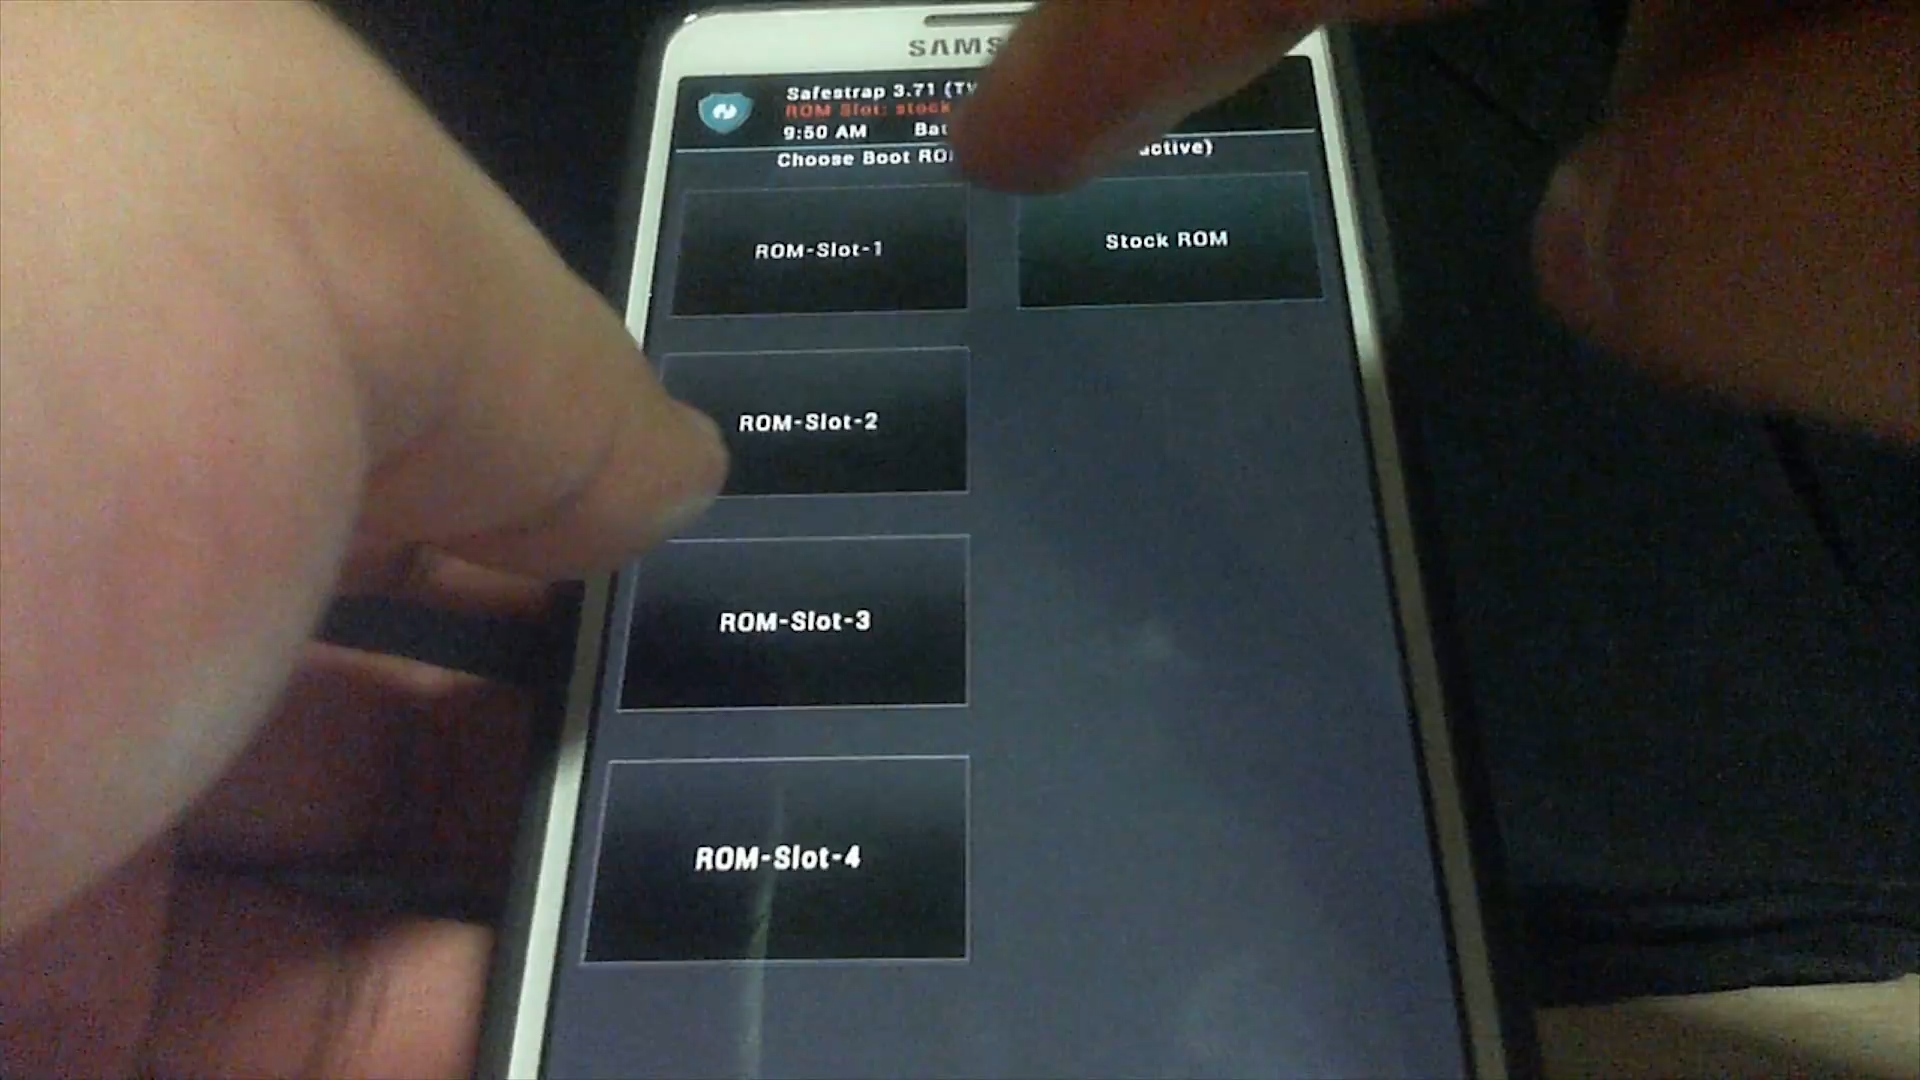 Safestrap 3.71
ROM Slot: stock
9:50 AM
Choose Boot active)
ROM-Slot-1
Stock ROM
ROM-Slot-2
ROM-Slot-3
ROM-Slot-4